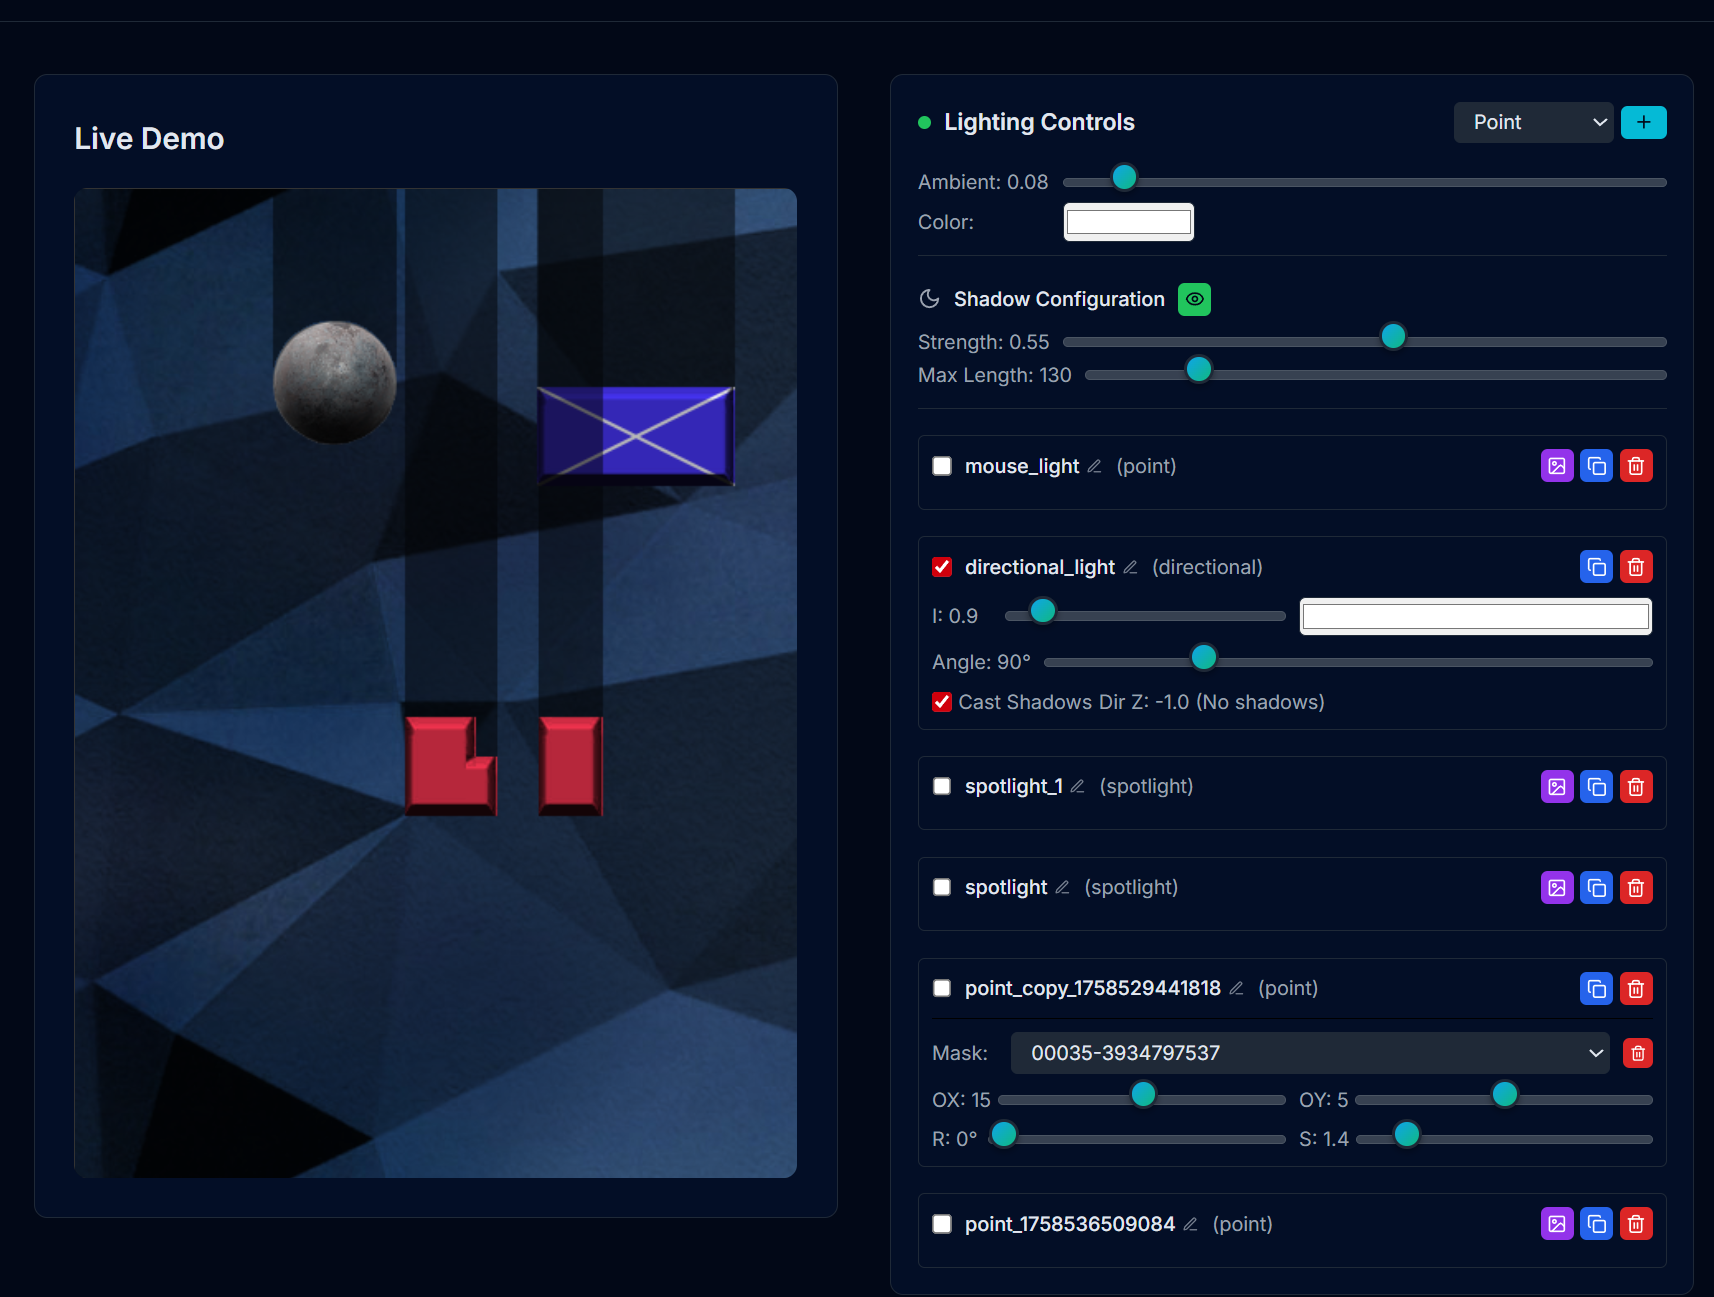 Live Demo
Lighting Controls
Point
Ambient: 0.08
Color:
Shadow Configuration
Strength: 0.55
Max Length: 130
mouse_light (point)
directional_light (directional)
I: 0.9
Angle: 90°
Cast Shadows Dir Z: -1.0 (No shadows)
spotlight_1 (spotlight)
spotlight (spotlight)
point_copy_1758529441818 (point)
Mask: 00035-3934797537
OX: 15 OY: 5
R: 0° S: 1.4
point_1758536509084 (point)